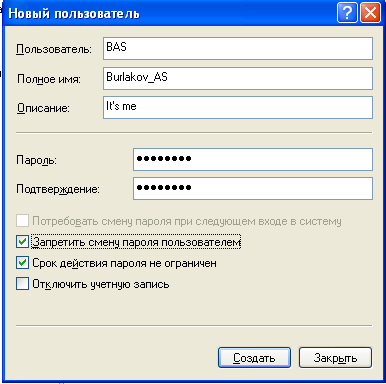 Новый пользователь
Пользователь: BAS
Полное имя: Burlakov_AS
Описание: It's me
Пароль: ●●●●●●●●
Подтверждение: ●●●●●●●●
Потребовать смену пароля при следующем входе в систему
Запретить смену пароля пользователем
Срок действия пароля не ограничен
Отключить учетную запись
Создать Закрыть